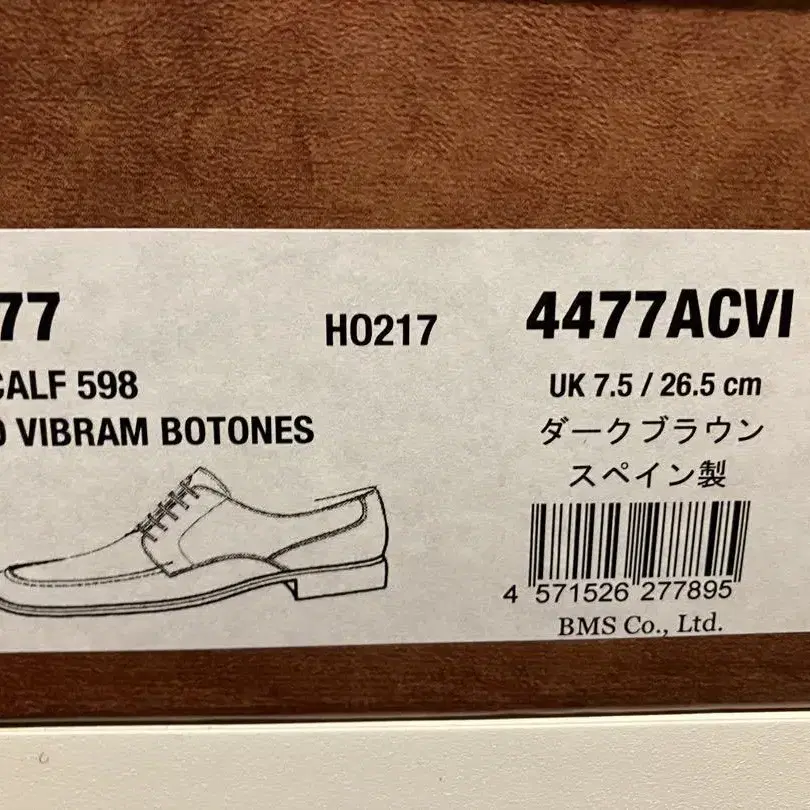 77
HO217
4477ACVI
CALF 598
VIBRAM BOTONES
UK 7.5 / 26.5 cm
ダークブラウン
スペイン製
4 571526 277895
BMS Co., Ltd.